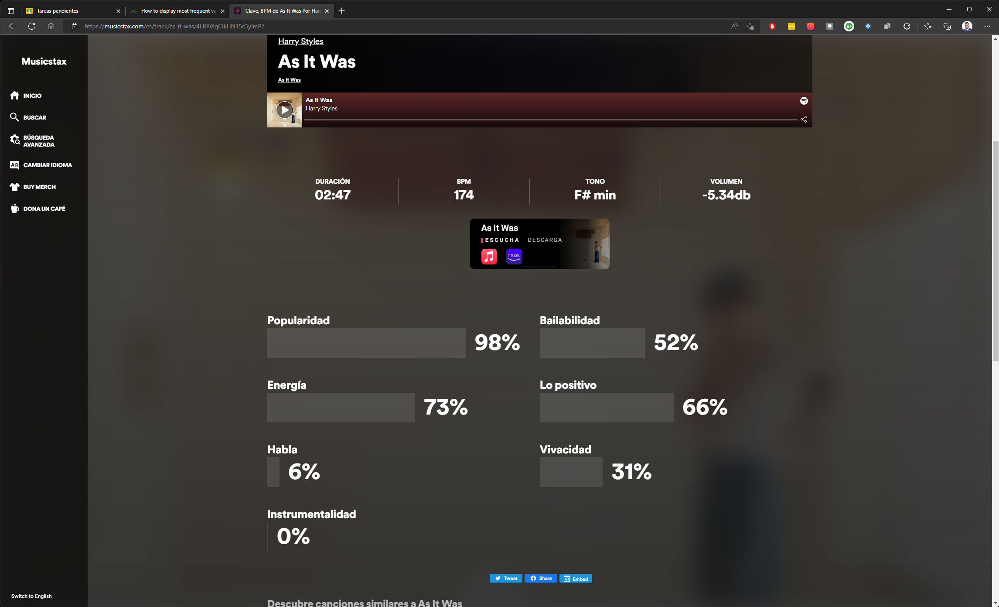 Tareas pendientes
How to display most frequent va
Clave, BPM de As It Was Por Harr
https://musicstax.com/es/track/as-it-was/4LRPiXqCikLlN15c3yImP7
Musicstax
INICIO
BUSCAR
BÚSQUEDA
AVANZADA
CAMBIAR IDIOMA
BUY MERCH
DONA UN CAFÉ
Switch to English
Harry Styles
As It Was
As It Was
As It Was
Harry Styles
DURACIÓN
02:47
BPM
174
TONO
F# min
VOLUMEN
-5.34db
As It Was
ESCUCHA DESCARGA
music
Popularidad
98%
Bailabilidad
52%
Energía
73%
Lo positivo
66%
Habla
6%
Vivacidad
31%
Instrumentalidad
0%
Tweet
Share
Embed
Descubre canciones similares a As It Was